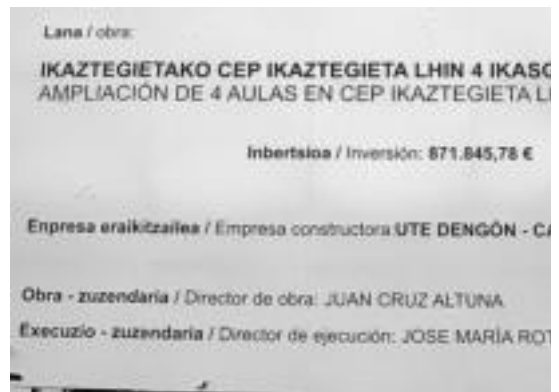 Lana / obra:
IKAZTEGIETAKO CEP IKAZTEGIETA LHIN 4 IKASO
AMPLIACIÓN DE 4 AULAS EN CEP IKAZTEGIETA
Inbertsioa / Inversión: 871.845,78 €
Enpresa eraikitzailea / Empresa constructora: UTE DENGÓN -
Obra - zuzendaria / Director de obra: JUAN CRUZ ALTUNA
Execuzio - zuzendaria / Director de ejecución: JOSE MARÍA